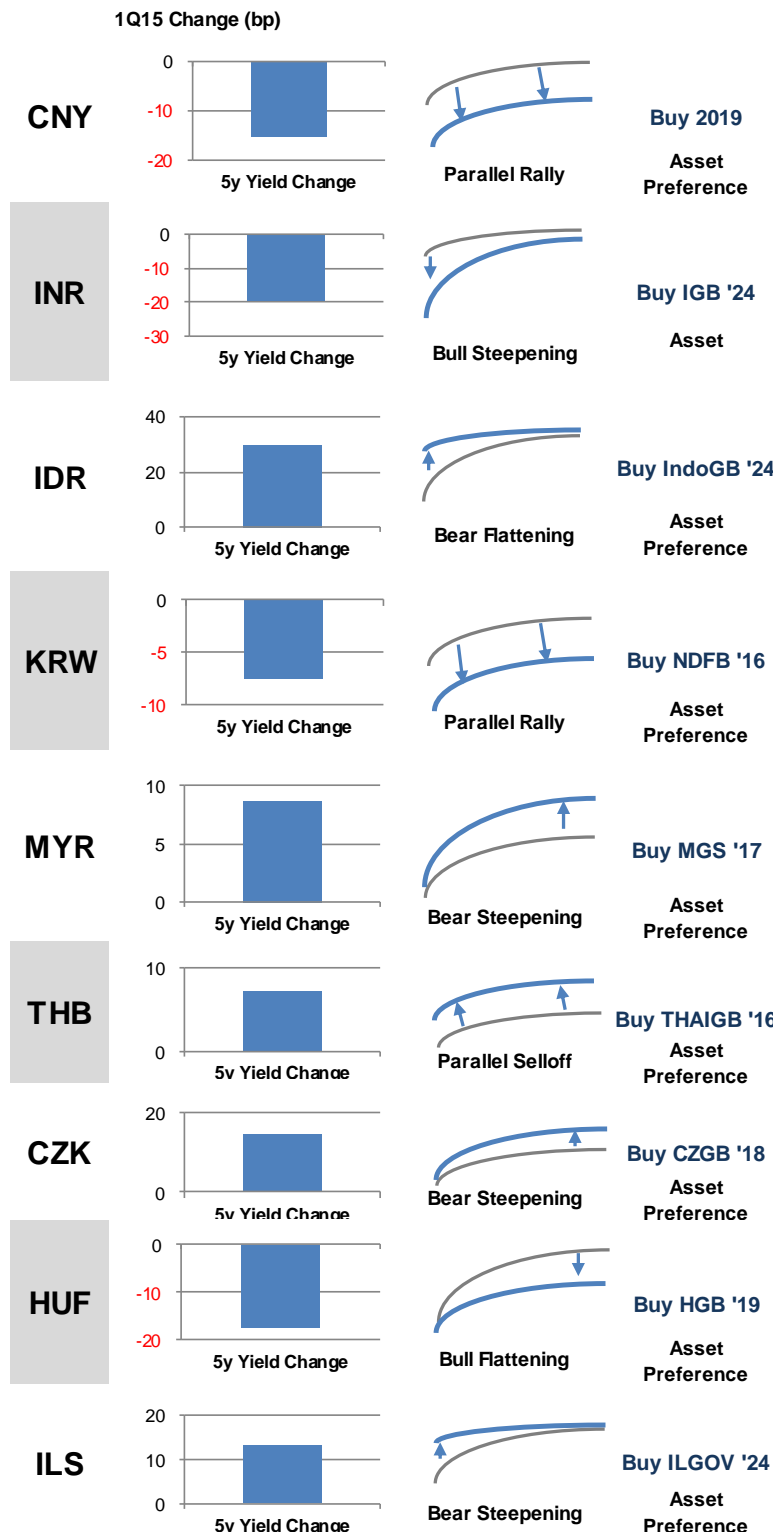 1Q15 Change (bp)
CNY
0
-10
-20
5y Yield Change
Parallel Rally
Buy 2019
Asset
Preference
INR
0
-10
-20
-30
5y Yield Change
Bull Steepening
Buy IGB '24
Asset
IDR
40
20
0
5y Yield Change
Bear Flattening
Buy IndoGB '24
Asset
Preference
KRW
0
-5
-10
5y Yield Change
Parallel Rally
Buy NDFB '16
Asset
Preference
MYR
10
5
0
5y Yield Change
Bear Steepening
Buy MGS '17
Asset
Preference
THB
10
0
5y Yield Change
Parallel Selloff
Buy THAIGB '16
Asset
Preference
CZK
20
0
5y Yield Change
Bear Steepening
Buy CZGB '18
Asset
Preference
HUF
0
-10
-20
5y Yield Change
Bull Flattening
Buy HGB '19
Asset
Preference
ILS
20
10
0
5y Yield Change
Bear Steepening
Buy ILGOV '24
Asset
Preference